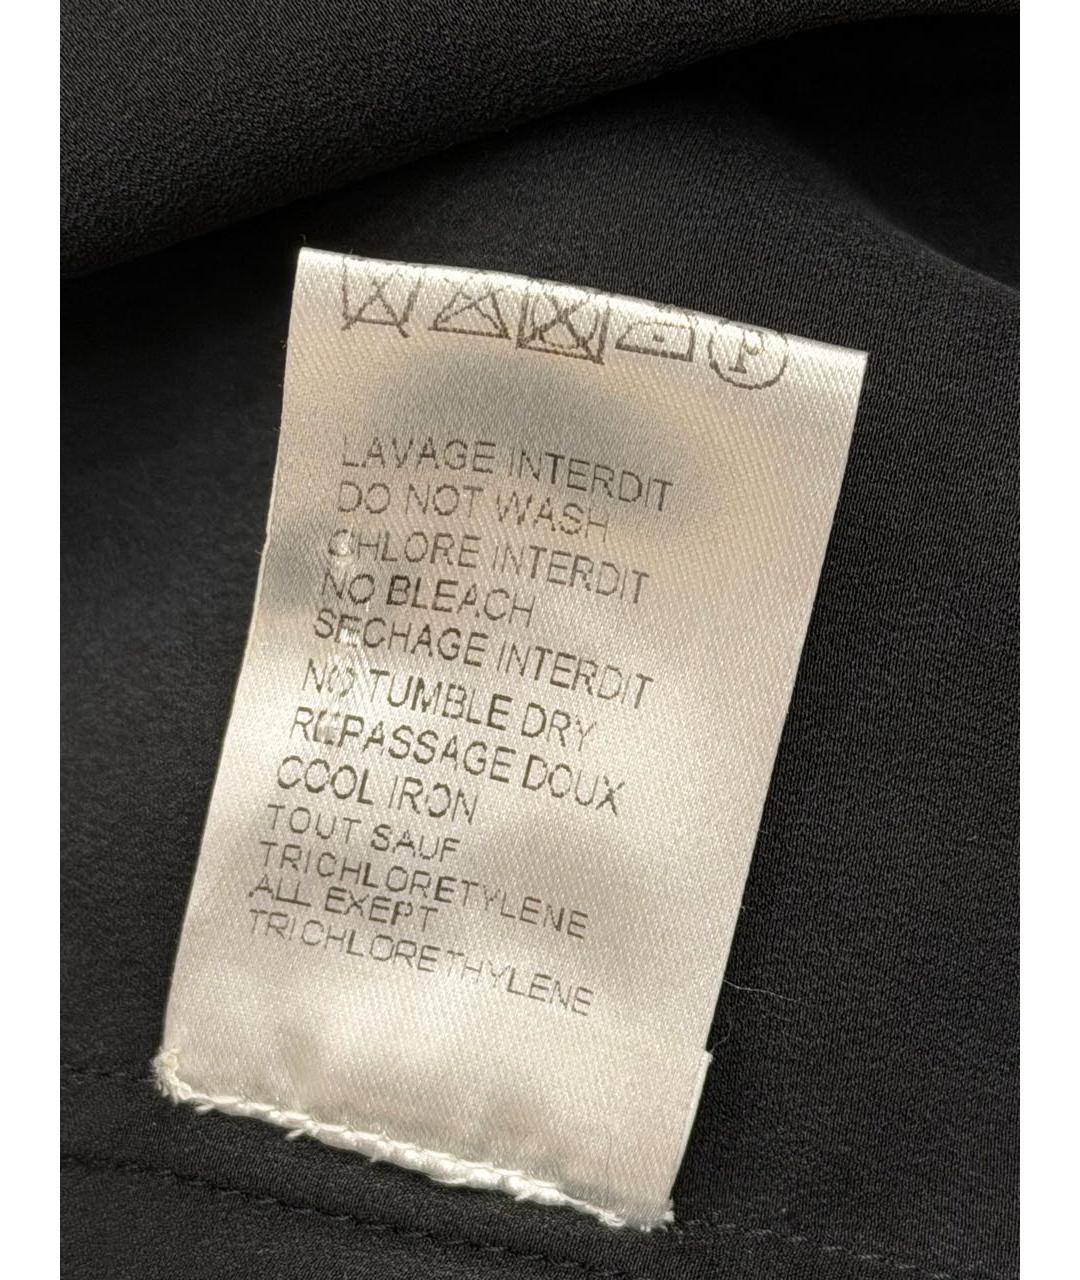 P
LAVAGE INTERDIT
DO NOT WASH
CHLORE INTERDIT
NO BLEACH
SECHAGE INTERDIT
NO TUMBLE DRY
REPASSAGE DOUX
COOL IRON
TOUT SAUF
TRICHLORETYLENE
ALL EXEPT
TRICHLORETHYLENE